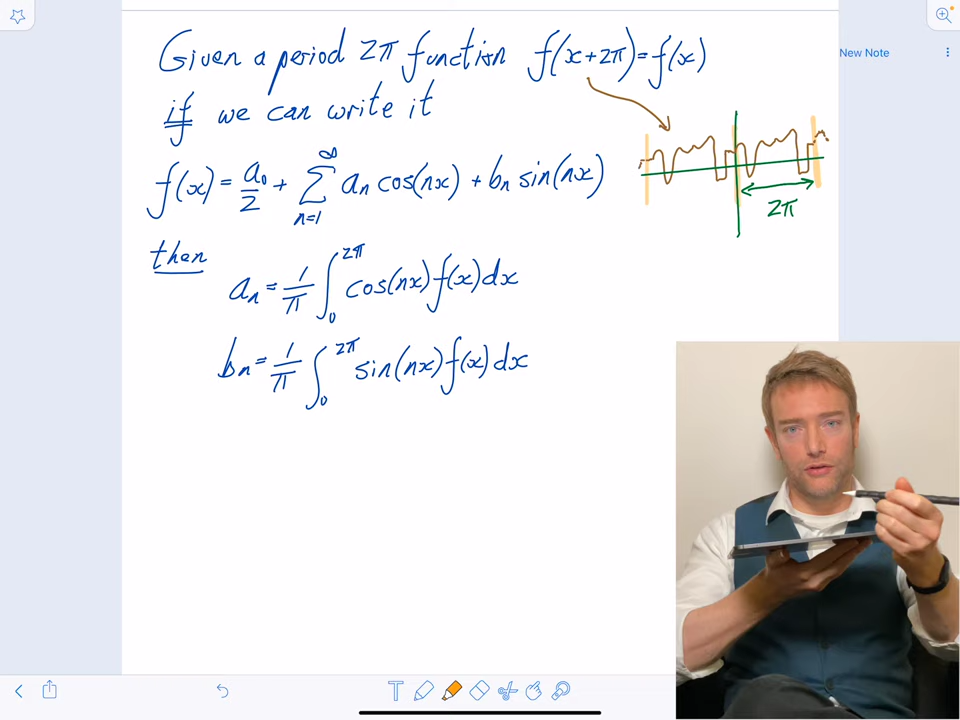 Given a period 2π function f(x+2π)=f(x)
if we can write it
f(x) = a₀/2 + ∑_{n=1}^{∞} aₙ cos(nx) + bₙ sin(nx)
2π
then
aₙ = 1/π ∫₀^{2π} cos(nx) f(x) dx
bₙ = 1/π ∫₀^{2π} sin(nx) f(x) dx
New Note
T